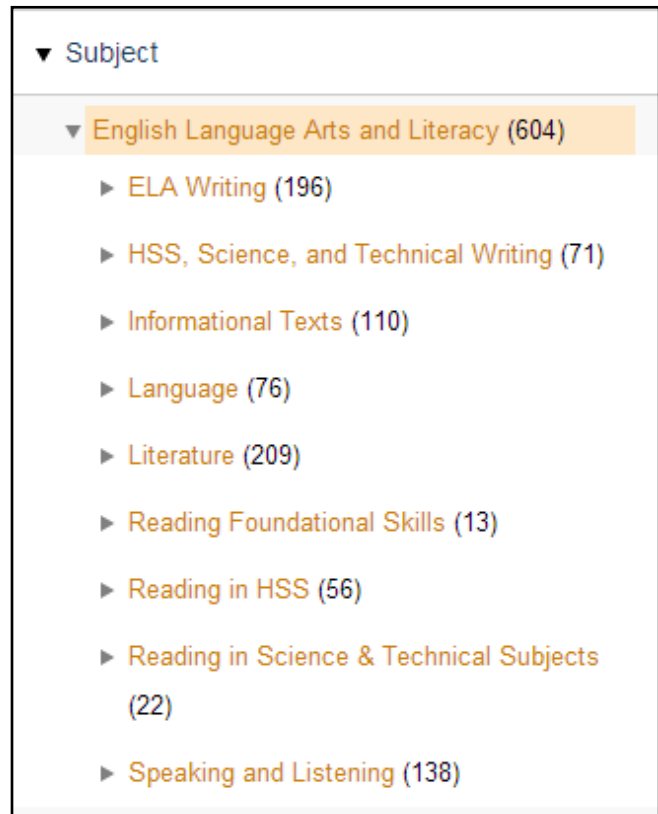 Subject
English Language Arts and Literacy (604)
ELA Writing (196)
HSS, Science, and Technical Writing (71)
Informational Texts (110)
Language (76)
Literature (209)
Reading Foundational Skills (13)
Reading in HSS (56)
Reading in Science & Technical Subjects
(22)
Speaking and Listening (138)